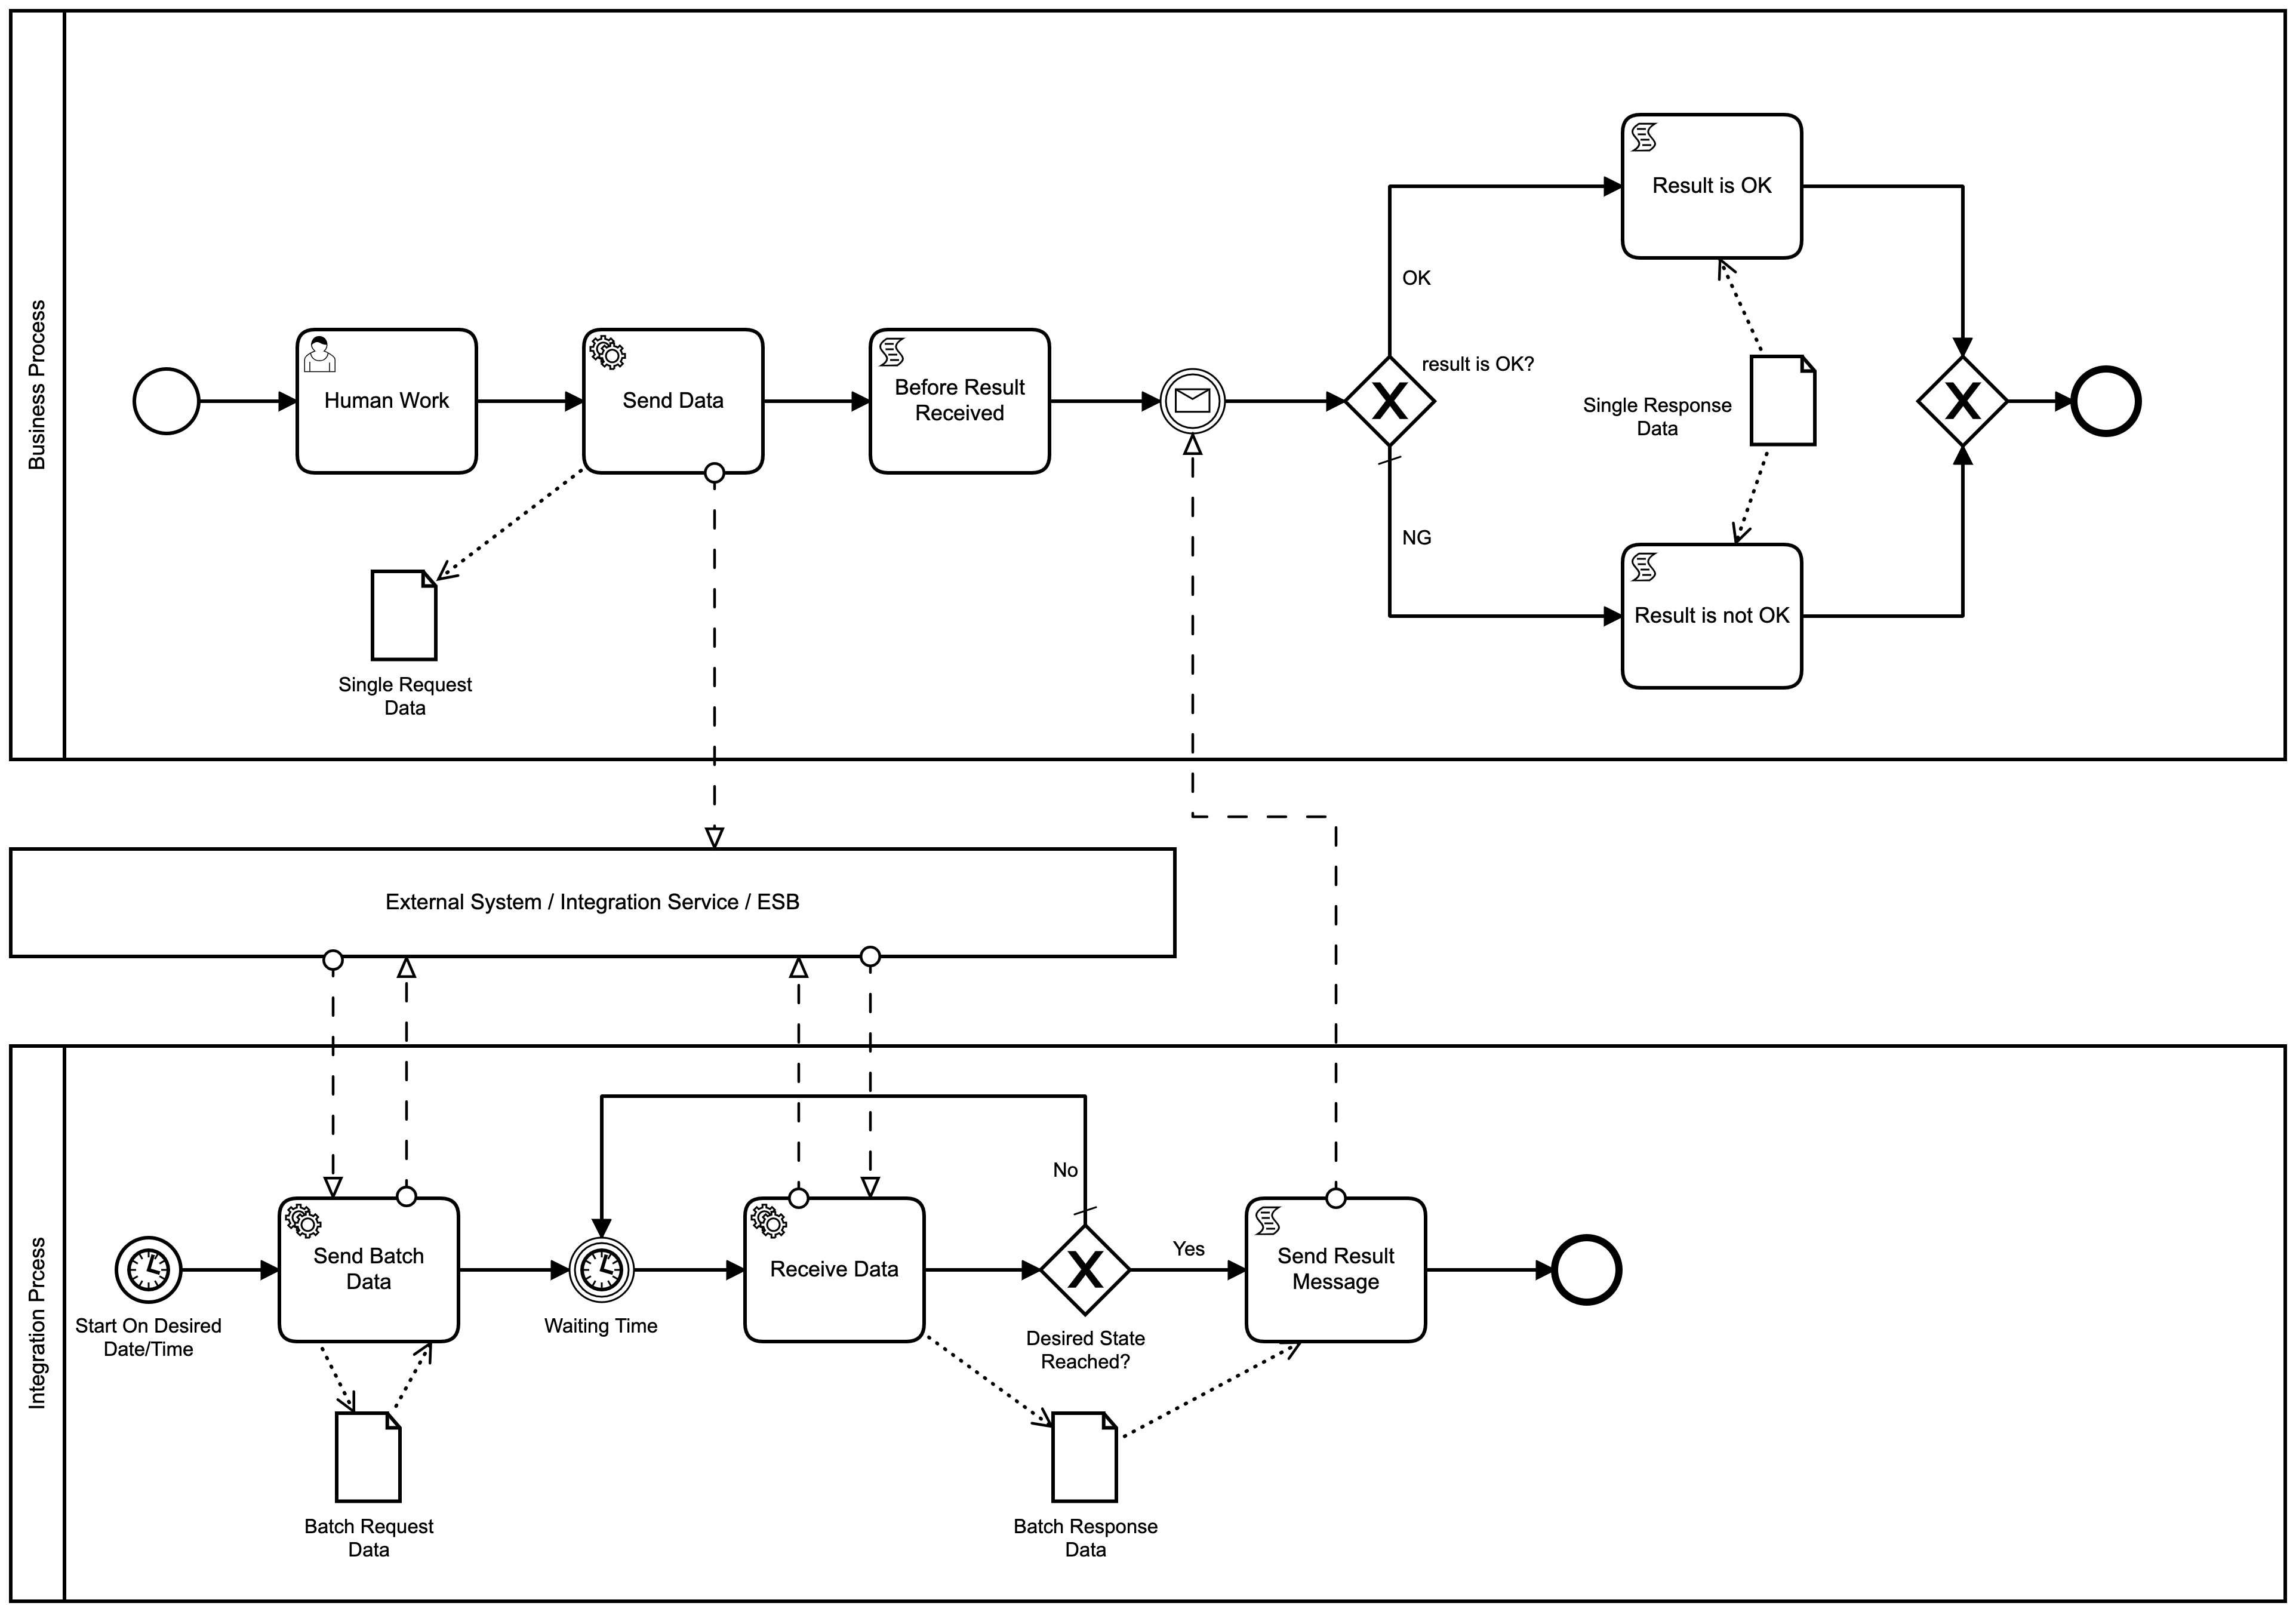 Business Process
Human Work
Send Data
Before Result
Received
result is OK?
OK
NG
Result is OK
Single Response
Data
Result is not OK
Single Request
Data
External System / Integration Service / ESB
Integration Prcess
Start On Desired
Date/Time
Send Batch
Data
Waiting Time
Receive Data
No
Yes
Desired State
Reached?
Send Result
Message
Batch Request
Data
Batch Response
Data